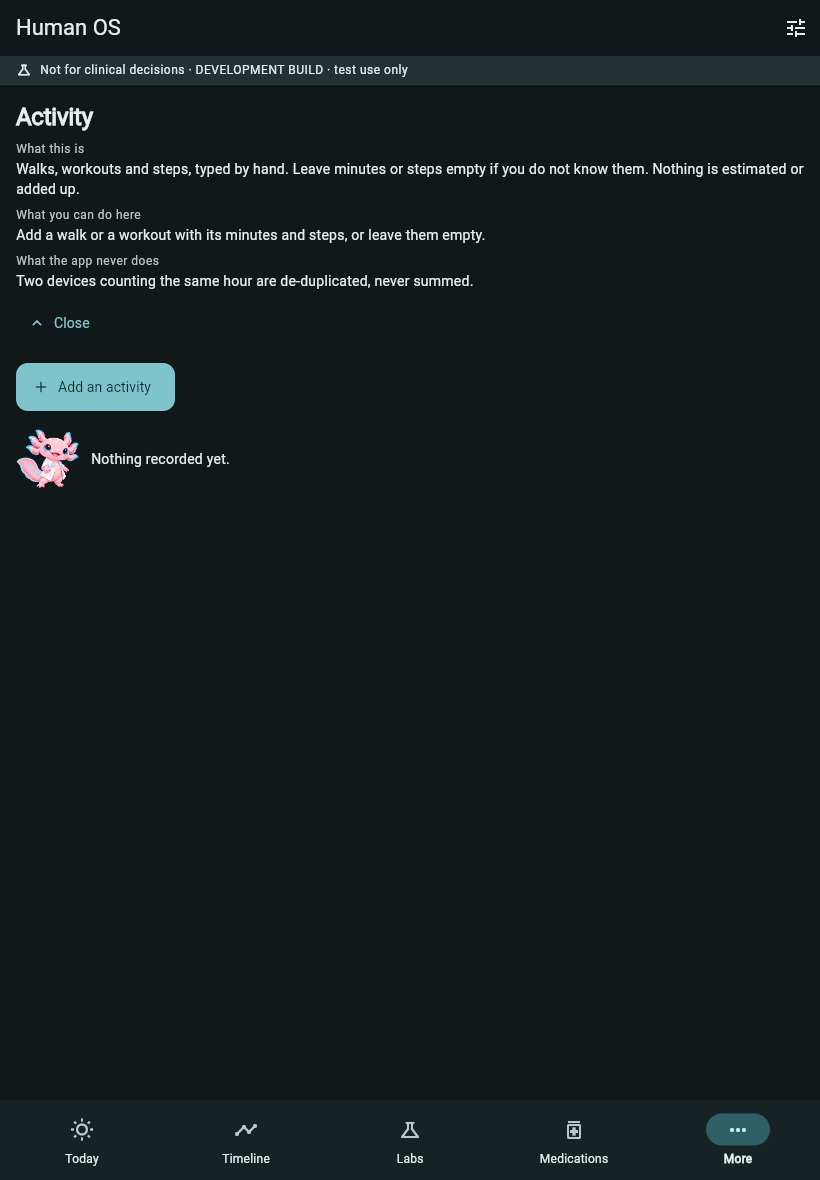 Human OS
Not for clinical decisions · DEVELOPMENT BUILD · test use only
Activity
What this is
Walks, workouts and steps, typed by hand. Leave minutes or steps empty if you do not know them. Nothing is estimated or
added up.
What you can do here
Add a walk or a workout with its minutes and steps, or leave them empty.
What the app never does
Two devices counting the same hour are de-duplicated, never summed.
Close
Add an activity
Nothing recorded yet.
Today
Timeline
Labs
Medications
More